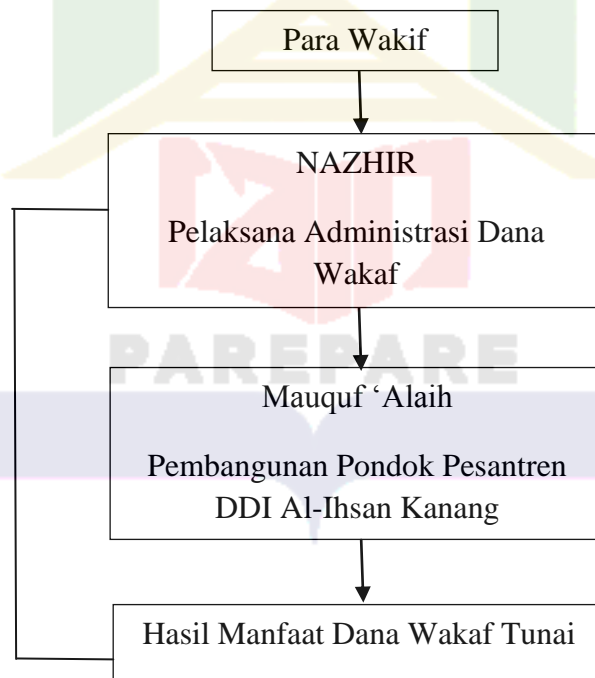 Para Wakif
NAZHIR
Pelaksana Administrasi Dana
Wakaf
PAREPARE
Mauquf ‘Alaih
Pembangunan Pondok Pesantren
DDI Al-Ihsan Kanang
Hasil Manfaat Dana Wakaf Tunai